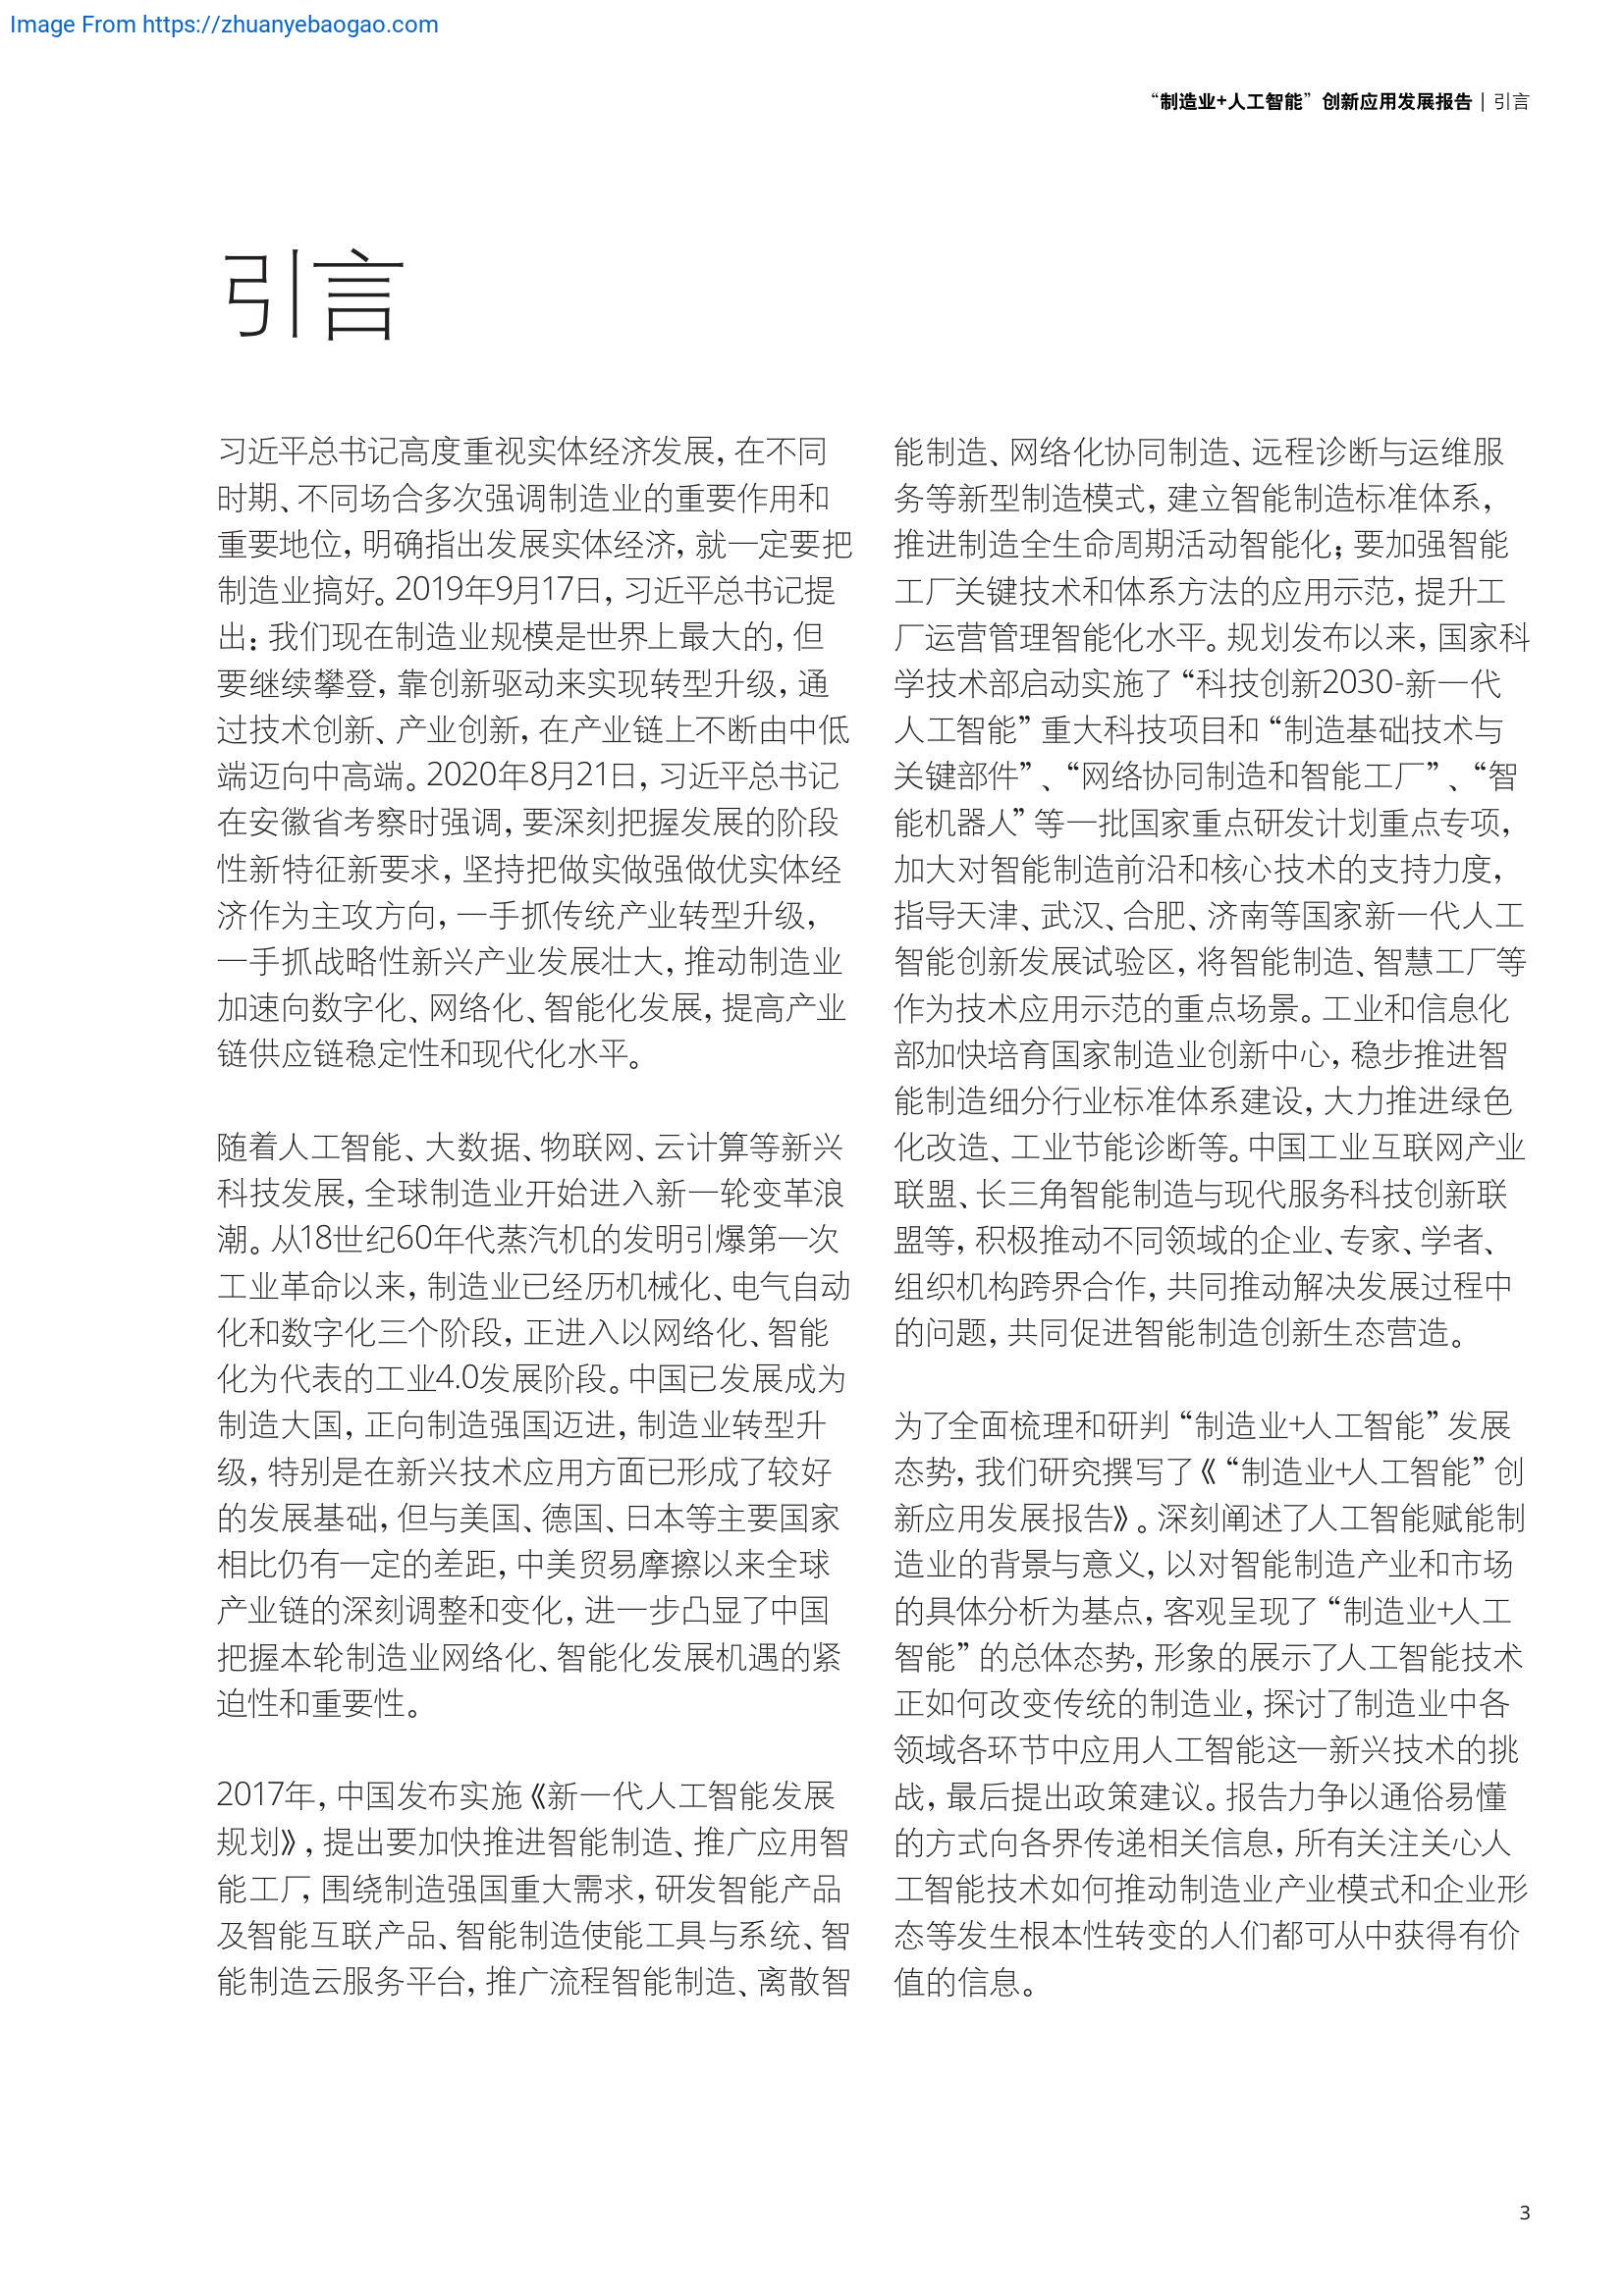 Image From https://zhuanyebaogao.com
“制造业+人工智能”创新应用发展报告 | 引言
引言
习近平总书记高度重视实体经济发展，在不同
时期、不同场合多次强调制造业的重要作用和
重要地位，明确指出发展实体经济，就一定要把
制造业搞好。2019年9月17日，习近平总书记提
出：我们现在制造业规模是世界上最大的，但
要继续攀登，靠创新驱动来实现转型升级，通
过技术创新、产业创新，在产业链上不断由中低
端迈向中高端。2020年8月21日，习近平总书记
在安徽省考察时强调，要深刻把握发展的阶段
性新特征新要求，坚持把做实做强做优实体经
济作为主攻方向，一手抓传统产业转型升级，
一手抓战略性新兴产业发展壮大，推动制造业
加速向数字化、网络化、智能化发展，提高产业
链供应链稳定性和现代化水平。
随着人工智能、大数据、物联网、云计算等新兴
科技发展，全球制造业开始进入新一轮变革浪
潮。从18世纪60年代蒸汽机的发明引爆第一次
工业革命以来，制造业已经历机械化、电气自动
化和数字化三个阶段，正进入以网络化、智能
化为代表的工业4.0发展阶段。中国已发展成为
制造大国，正向制造强国迈进，制造业转型升
级，特别是在新兴技术应用方面已形成了较好
的发展基础，但与美国、德国、日本等主要国家
相比仍有一定的差距，中美贸易摩擦以来全球
产业链的深刻调整和变化，进一步凸显了中国
把握本轮制造业网络化、智能化发展机遇的紧
迫性和重要性。
2017年，中国发布实施《新一代人工智能发展
规划》，提出要加快推进智能制造、推广应用智
能工厂，围绕制造强国重大需求，研发智能产品
及智能互联产品、智能制造使能工具与系统、智
能制造云服务平台，推广流程智能制造、离散智
能制造、网络化协同制造、远程诊断与运维服
务等新型制造模式，建立智能制造标准体系，
推进制造全生命周期活动智能化；要加强智能
工厂关键技术和体系方法的应用示范，提升工
厂运营管理智能化水平。规划发布以来，国家科
学技术部启动实施了“科技创新2030-新一代
人工智能”重大科技项目和“制造基础技术与
关键部件”、“网络协同制造和智能工厂”、“智
能机器人”等一批国家重点研发计划重点专项，
加大对智能制造前沿和核心技术的支持力度，
指导天津、武汉、合肥、济南等国家新一代人工
智能创新发展试验区，将智能制造、智慧工厂等
作为技术应用示范的重点场景。工业和信息化
部加快培育国家制造业创新中心，稳步推进智
能制造细分行业标准体系建设，大力推进绿色
化改造、工业节能诊断等。中国工业互联网产业
联盟、长三角智能制造与现代服务科技创新联
盟等，积极推动不同领域的企业、专家、学者、
组织机构跨界合作，共同推动解决发展过程中
的问题，共同促进智能制造创新生态营造。
为了全面梳理和研判“制造业+人工智能”发展
态势，我们研究撰写了《“制造业+人工智能”创
新应用发展报告》。深刻阐述了人工智能赋能制
造业的背景与意义，以对智能制造产业和市场
的具体分析为基点，客观呈现了“制造业+人工
智能”的总体态势，形象的展示了人工智能技术
正如何改变传统的制造业，探讨了制造业中各
领域各环节中应用人工智能这一新兴技术的挑
战，最后提出政策建议。报告力争以通俗易懂
的方式向各界传递相关信息，所有关注关心人
工智能技术如何推动制造业产业模式和企业形
态等发生根本性转变的人们都可从中获得有价
值的信息。
3